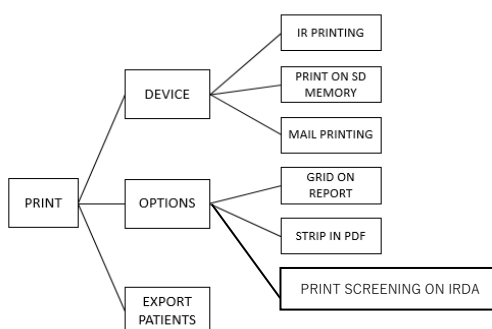 IR PRINTING
PRINT ON SD
MEMORY
DEVICE
MAIL PRINTING
GRID ON
REPORT
PRINT
OPTIONS
STRIP IN PDF
PRINT SCREENING ON IRDA
EXPORT
PATIENTS